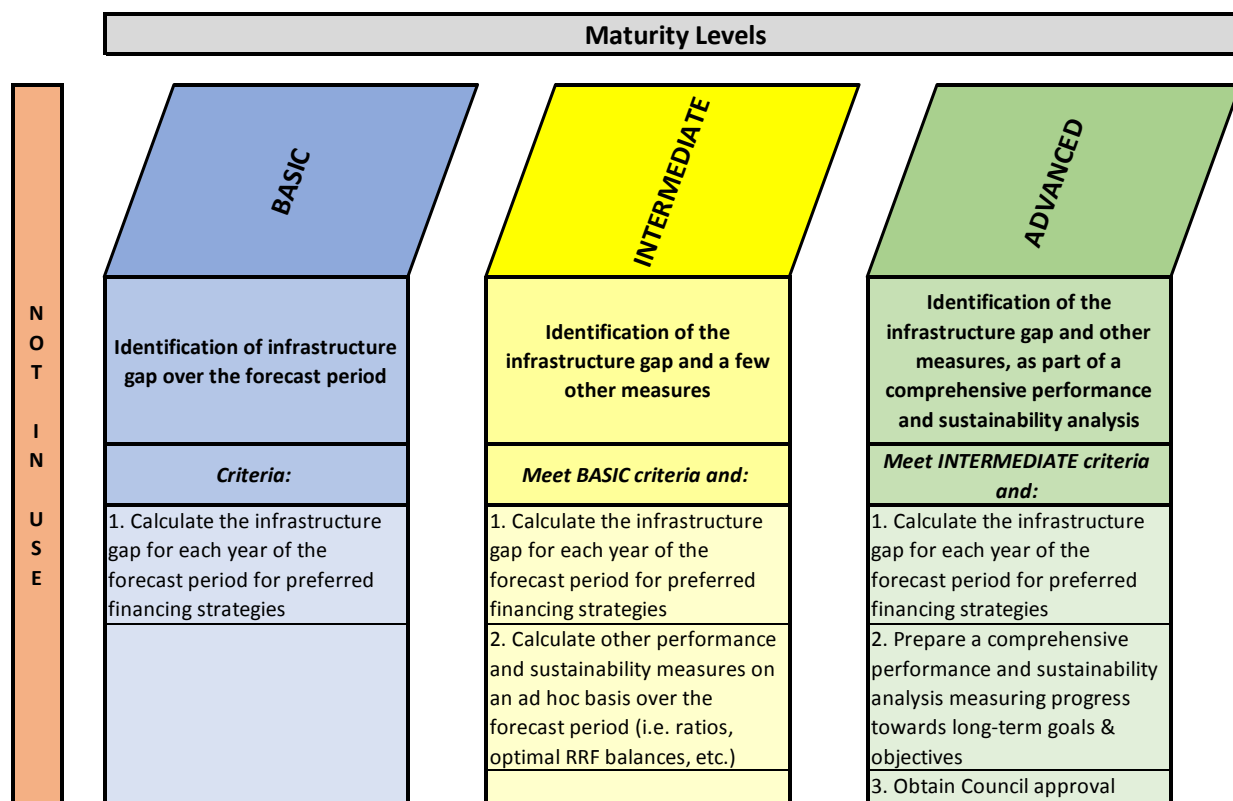 Maturity Levels
NOT IN USE
BASIC
Identification of infrastructure
gap over the forecast period
Criteria:
1. Calculate the infrastructure
gap for each year of the
forecast period for preferred
financing strategies
INTERMEDIATE
Identification of the
infrastructure gap and a few
other measures
Meet BASIC criteria and:
1. Calculate the infrastructure
gap for each year of the
forecast period for preferred
financing strategies
2. Calculate other performance
and sustainability measures on
an ad hoc basis over the
forecast period (i.e. ratios,
optimal RRF balances, etc.)
ADVANCED
Identification of the
infrastructure gap and other
measures, as part of a
comprehensive performance
and sustainability analysis
Meet INTERMEDIATE criteria
and:
1. Calculate the infrastructure
gap for each year of the
forecast period for preferred
financing strategies
2. Prepare a comprehensive
performance and sustainability
analysis measuring progress
towards long-term goals &
objectives
3. Obtain Council approval